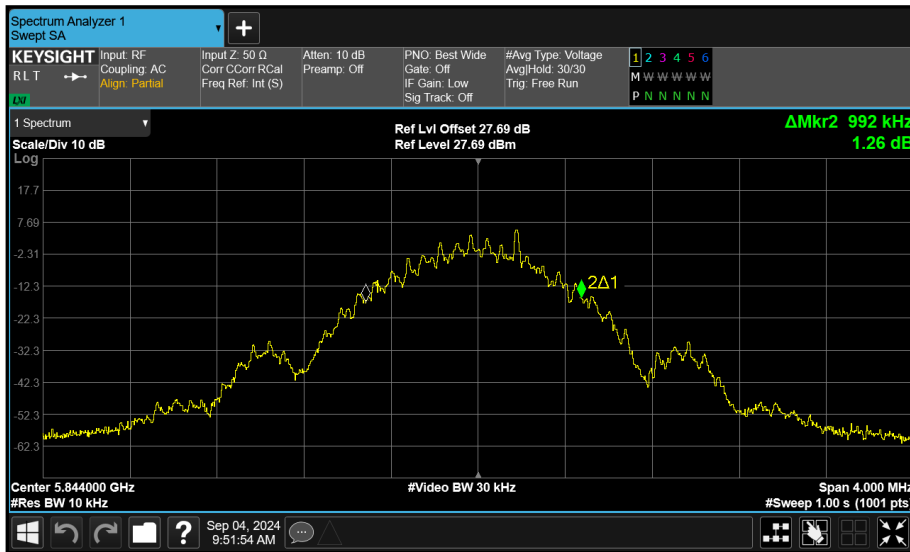 Spectrum Analyzer 1
Swept SA
KEYSIGHT
RLT
LXI
Input: RF
Coupling: AC
Align: Partial
Input Z: 50 Ω
Corr CCorr RCal
Freq Ref: Int (S)
Atten: 10 dB
Preamp: Off
PNO: Best Wide
Gate: Off
IF Gain: Low
Sig Track: Off
#Avg Type: Voltage
Avg|Hold: 30/30
Trig: Free Run
1 2 3 4 5 6
M W W W W W
P N N N N N
1 Spectrum
Scale/Div 10 dB
Log
Ref Lvl Offset 27.69 dB
Ref Level 27.69 dBm
ΔMkr2 992 kHz
1.26 dB
17.7
7.69
-2.31
-12.3
-22.3
-32.3
-42.3
-52.3
-62.3
2Δ1
Center 5.844000 GHz
#Res BW 10 kHz
#Video BW 30 kHz
Span 4.000 MHz
#Sweep 1.00 s (1001 pts
?
Sep 04, 2024
9:51:54 AM